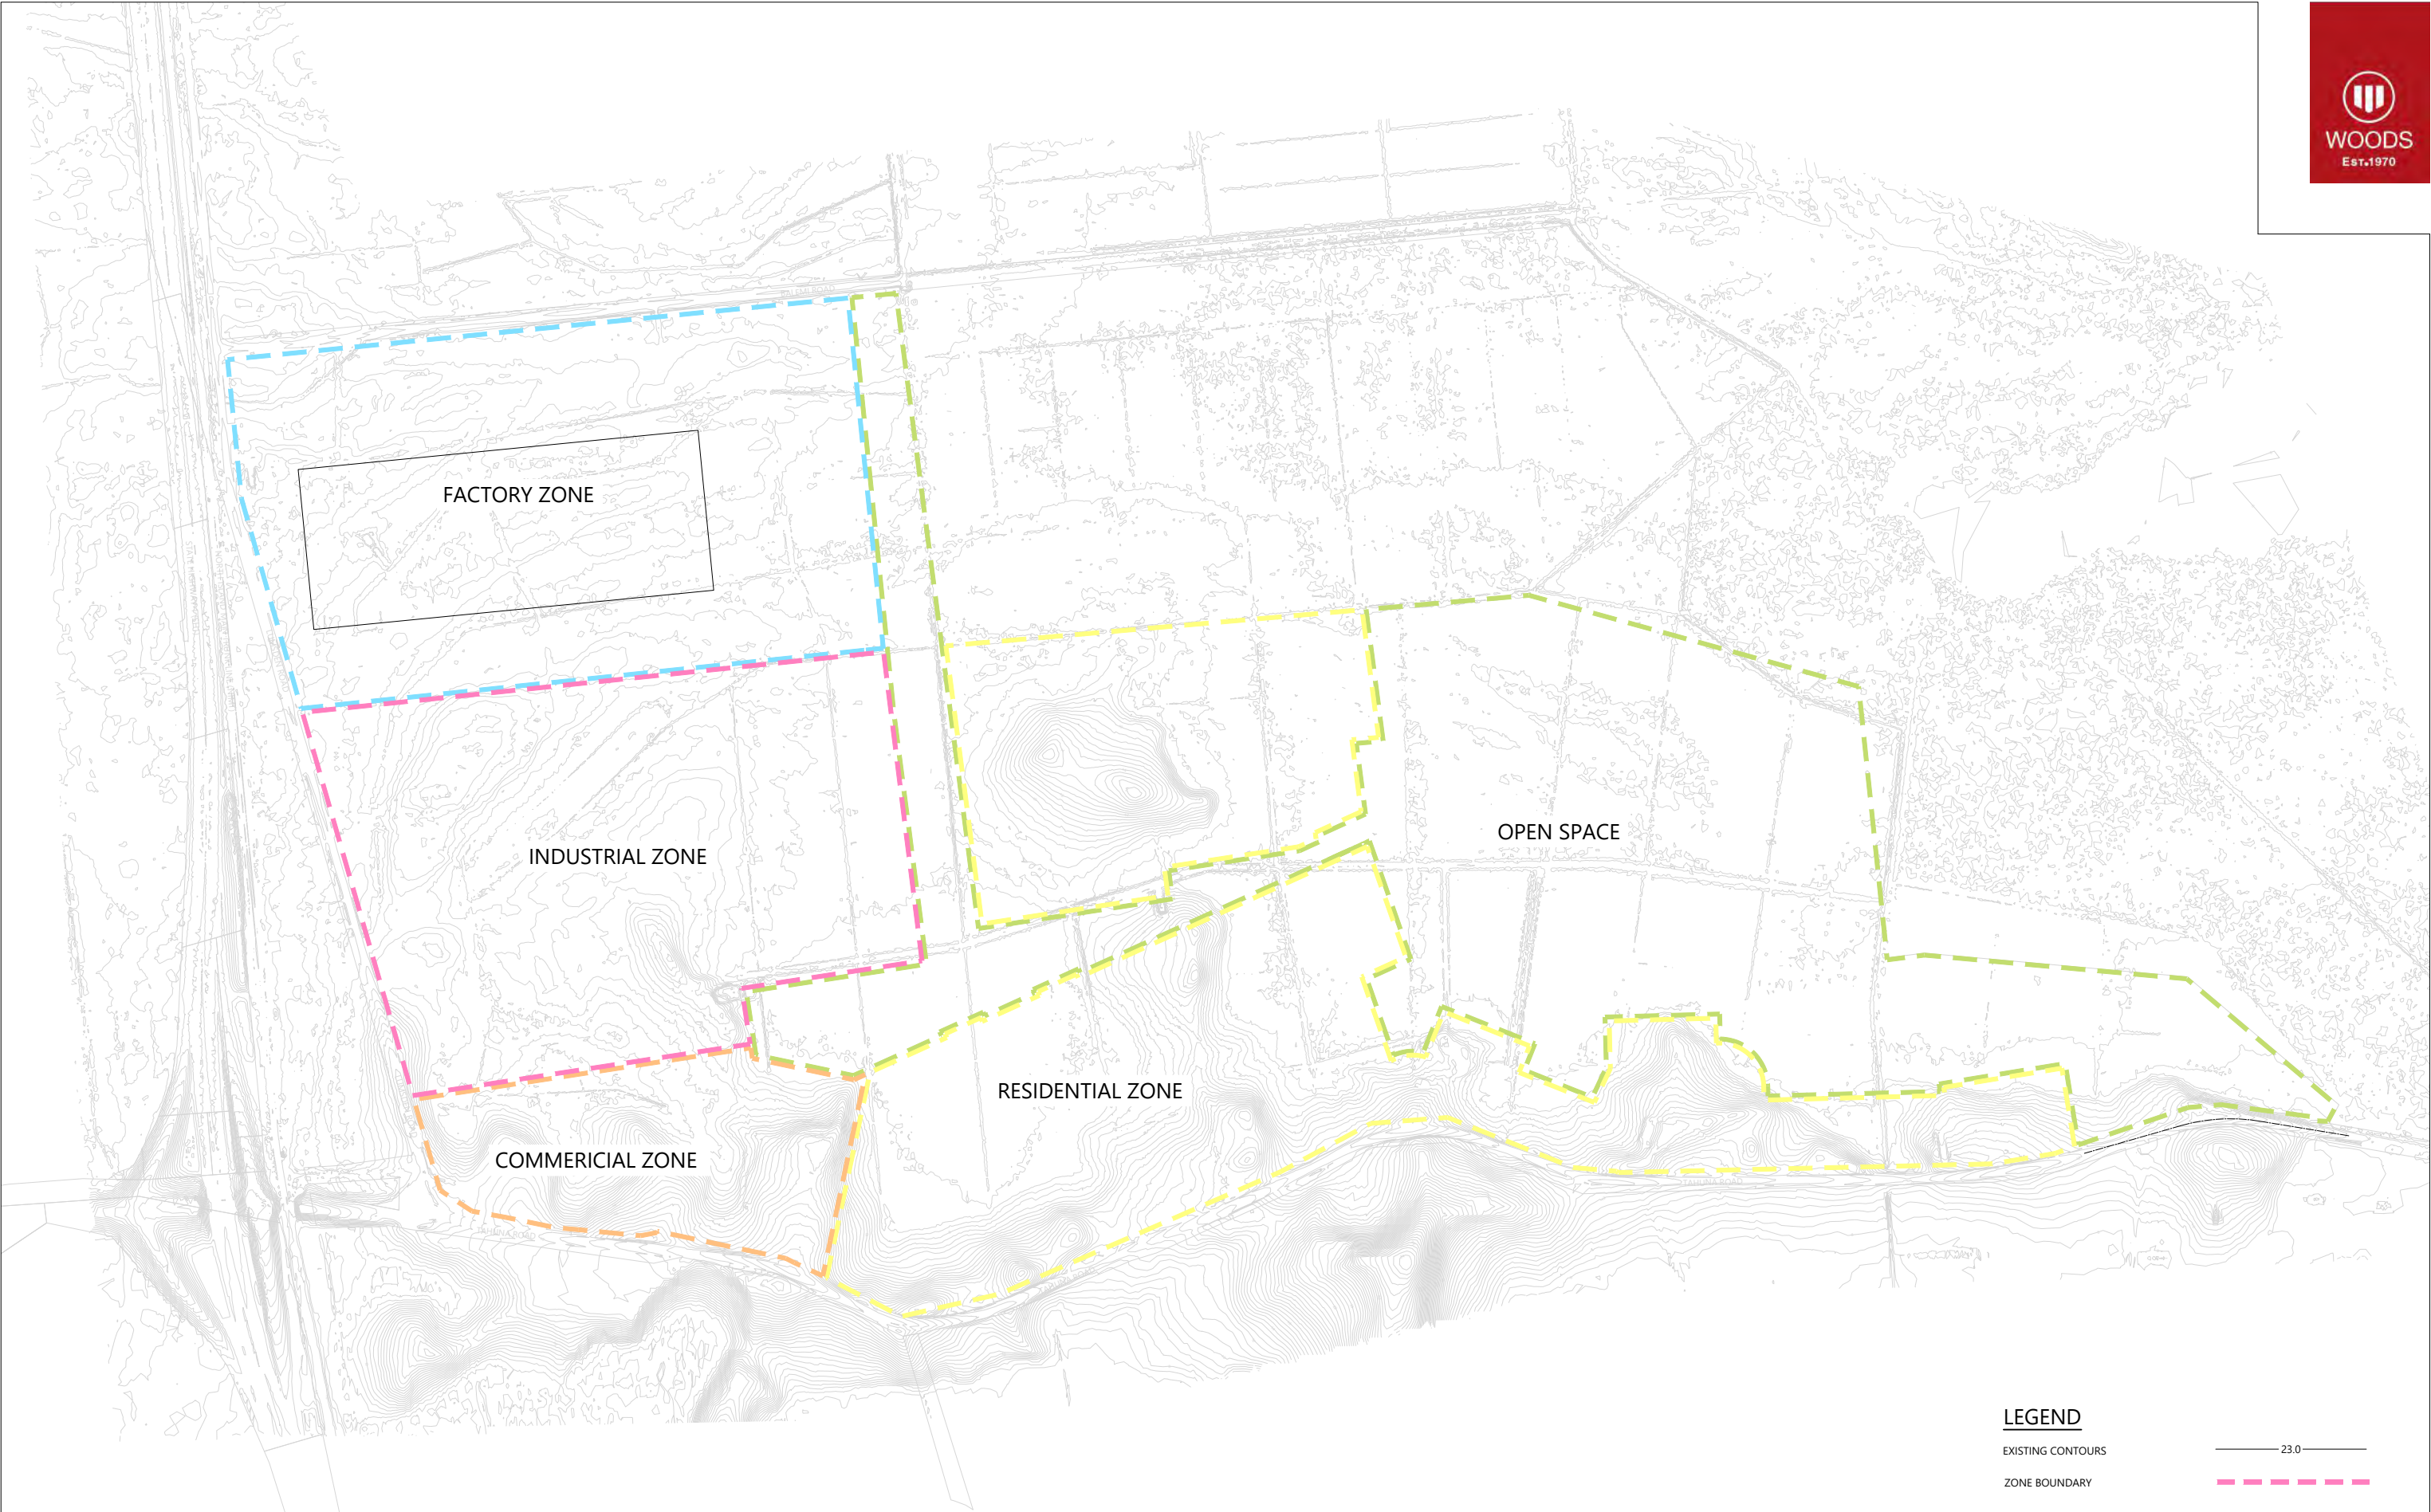 WOODS
EST.1970
FACTORY ZONE
OPEN SPACE
INDUSTRIAL ZONE
RESIDENTIAL ZONE
COMMERICIAL ZONE
LEGEND
EXISTING CONTOURS
23.0
ZONE BOUNDARY